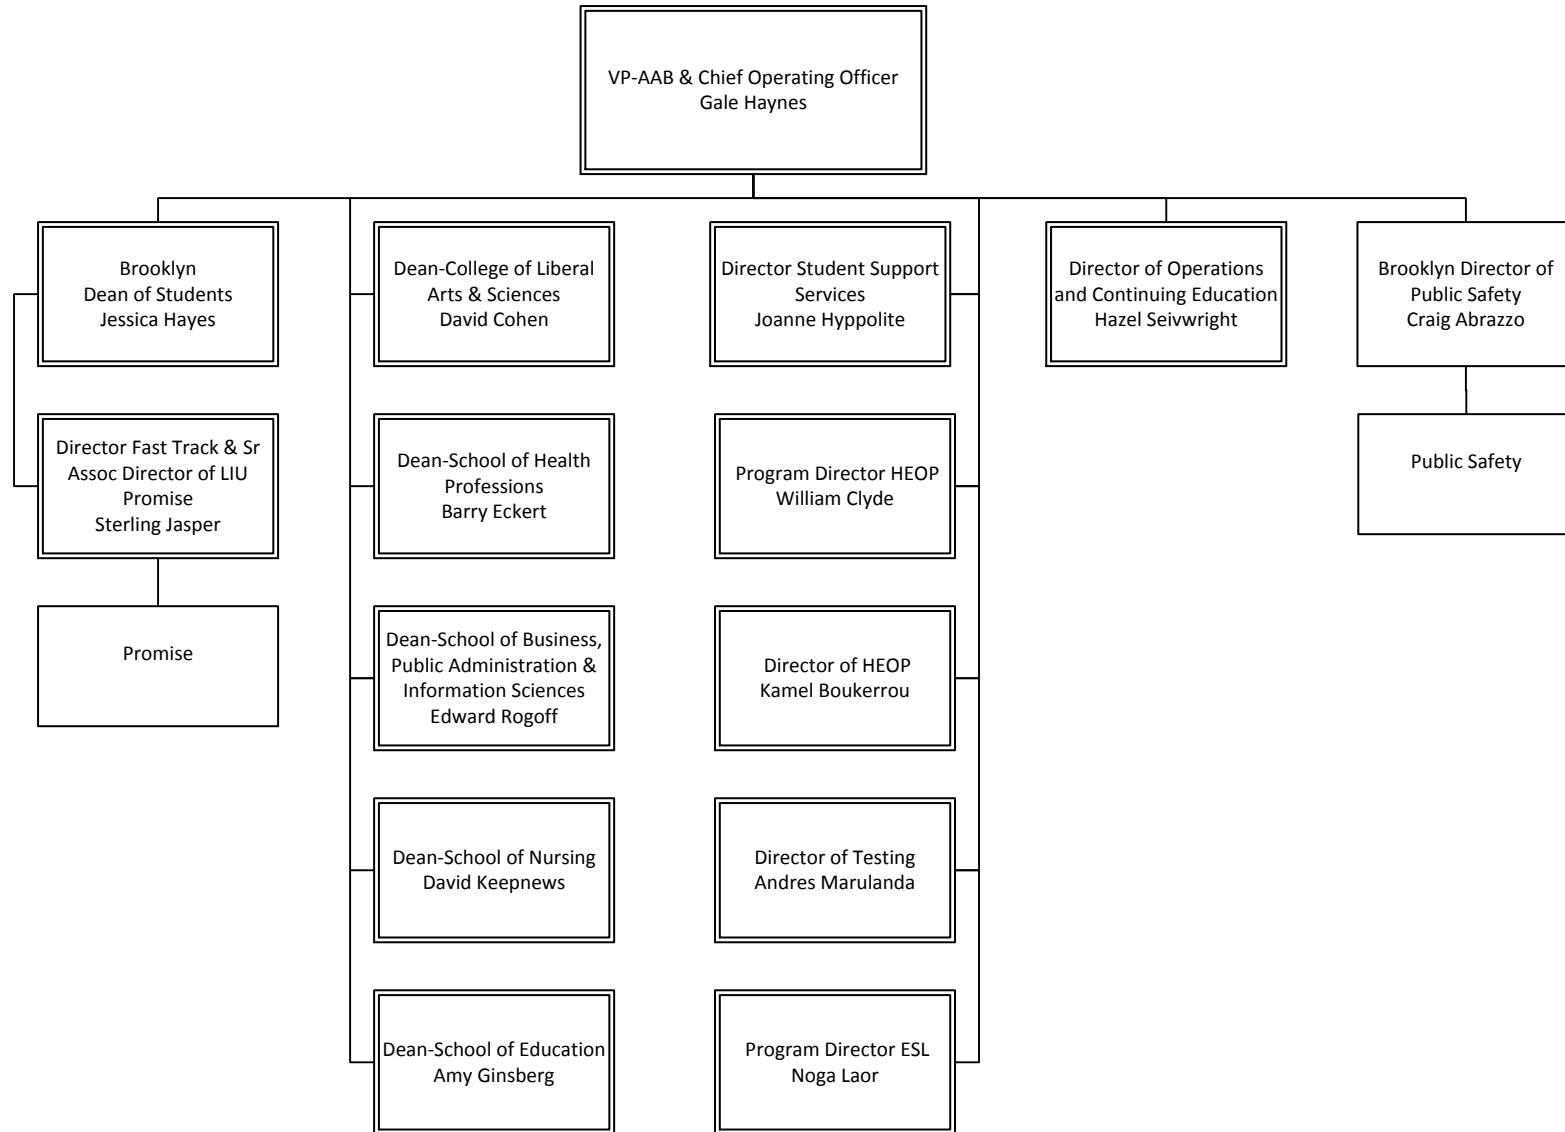 VP-AAB & Chief Operating Officer
Gale Haynes
Brooklyn
Dean of Students
Jessica Hayes
Dean-College of Liberal
Arts & Sciences
David Cohen
Director Student Support
Services
Joanne Hyppolite
Director of Operations
and Continuing Education
Hazel Seivwright
Brooklyn Director of
Public Safety
Craig Abrazzo
Director Fast Track & Sr
Assoc Director of LIU
Promise
Sterling Jasper
Dean-School of Health
Professions
Barry Eckert
Program Director HEOP
William Clyde
Public Safety
Promise
Dean-School of Business,
Public Administration &
Information Sciences
Edward Rogoff
Director of HEOP
Kamel Boukerrou
Dean-School of Nursing
David Keepnews
Director of Testing
Andres Marulanda
Dean-School of Education
Amy Ginsberg
Program Director ESL
Noga Laor